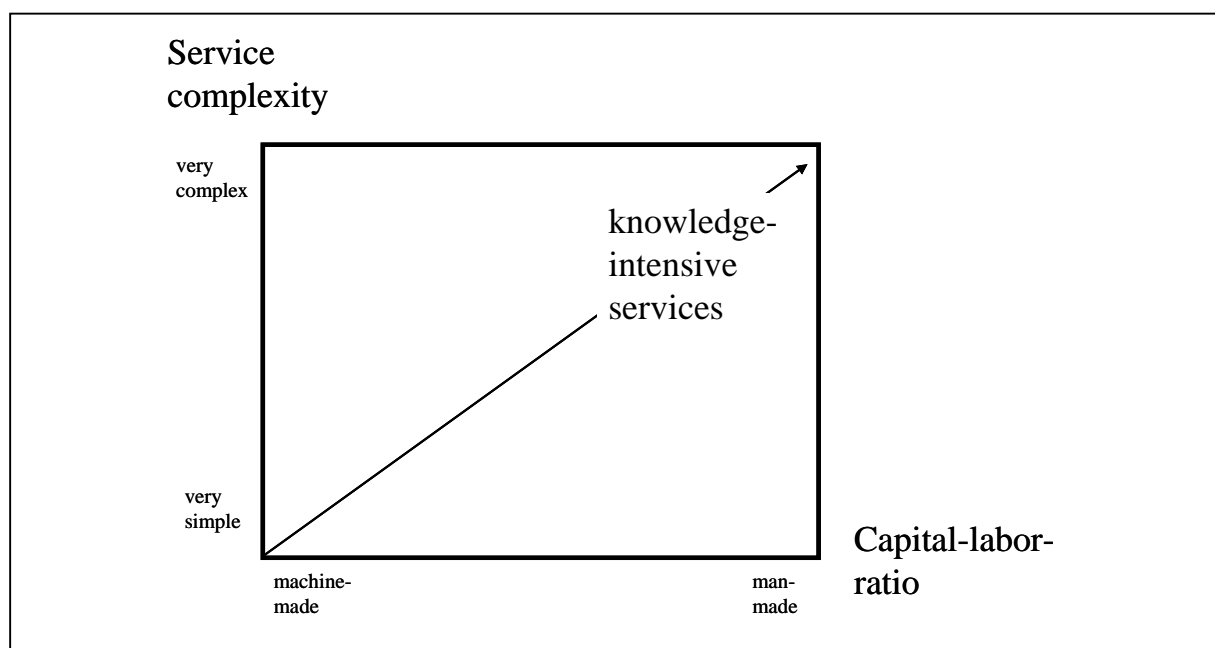 Service
complexity
very
complex
knowledge-
intensive
services
very
simple
Capital-labor-
ratio
machine-
made
man-
made